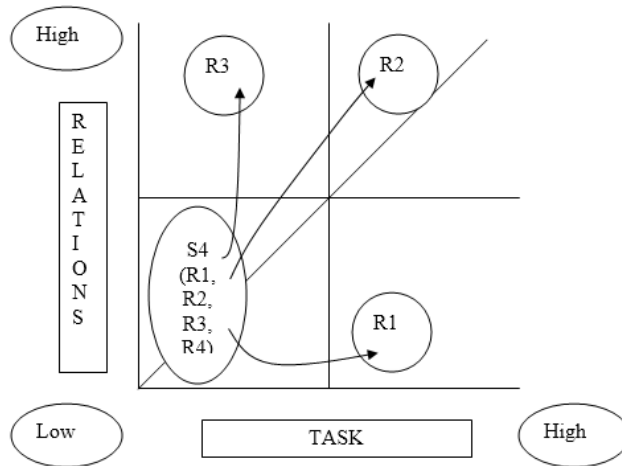 High
R3
R2
R
E
L
A
T
I
O
N
S
S4
(R1,
R2,
R3,
R4)
R1
Low
TASK
High